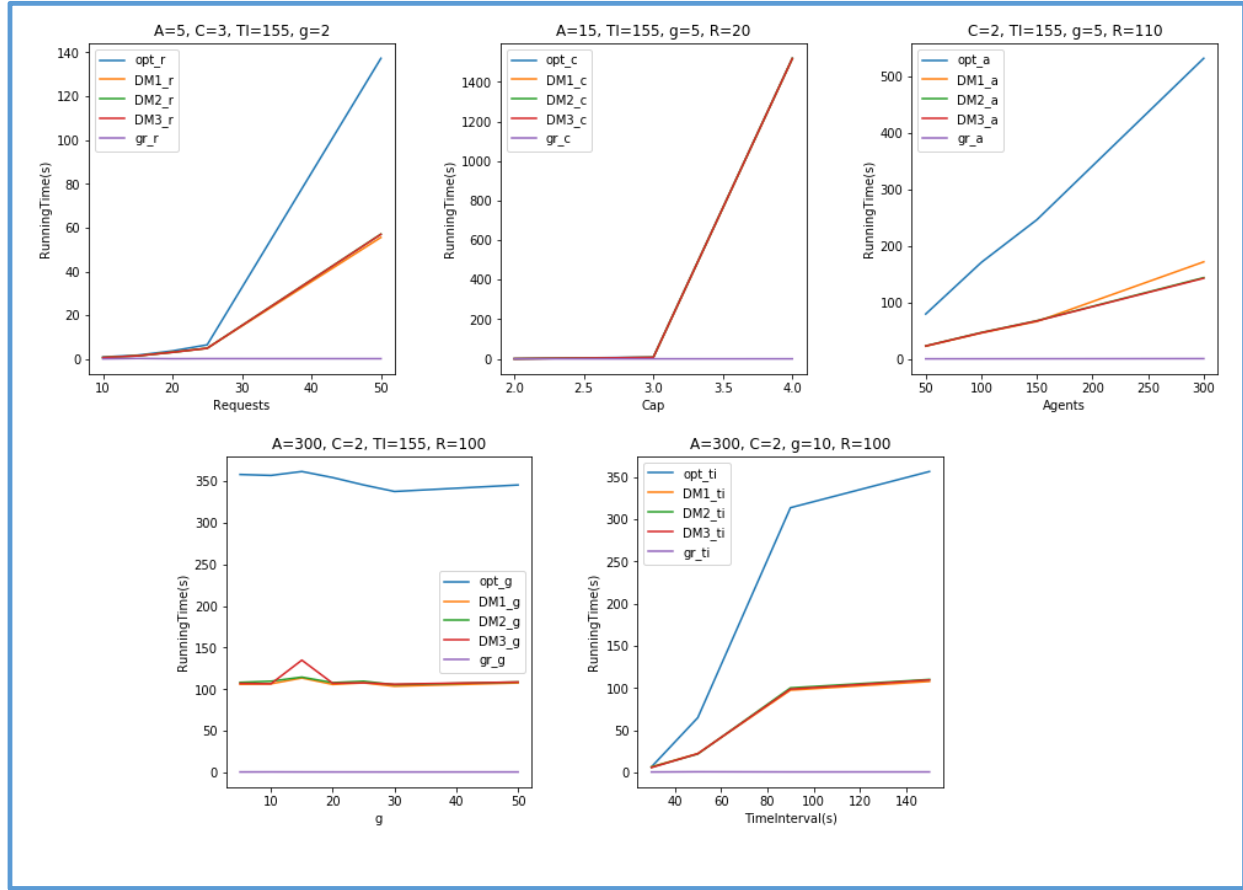 A=5, C=3, TI=155, g=2
140
120
100
80
60
40
20
0
RunningTime(s)
opt_r
DM1_r
DM2_r
DM3_r
gr_r
10 20 30 40 50
Requests
A=15, TI=155, g=5, R=20
1400
1200
1000
800
600
400
200
0
RunningTime(s)
opt_c
DM1_c
DM2_c
DM3_c
gr_c
2.0 2.5 3.0 3.5 4.0
Cap
C=2, TI=155, g=5, R=110
500
400
300
200
100
0
RunningTime(s)
opt_a
DM1_a
DM2_a
DM3_a
gr_a
50 100 150 200 250 300
Agents
A=300, C=2, TI=155, R=100
350
300
250
200
150
100
50
0
RunningTime(s)
opt_g
DM1_g
DM2_g
DM3_g
gr_g
10 20 30 40 50
g
A=300, C=2, g=10, R=100
350
300
250
200
150
100
50
0
RunningTime(s)
opt_ti
DM1_ti
DM2_ti
DM3_ti
gr_ti
40 60 80 100 120 140
TimeInterval(s)